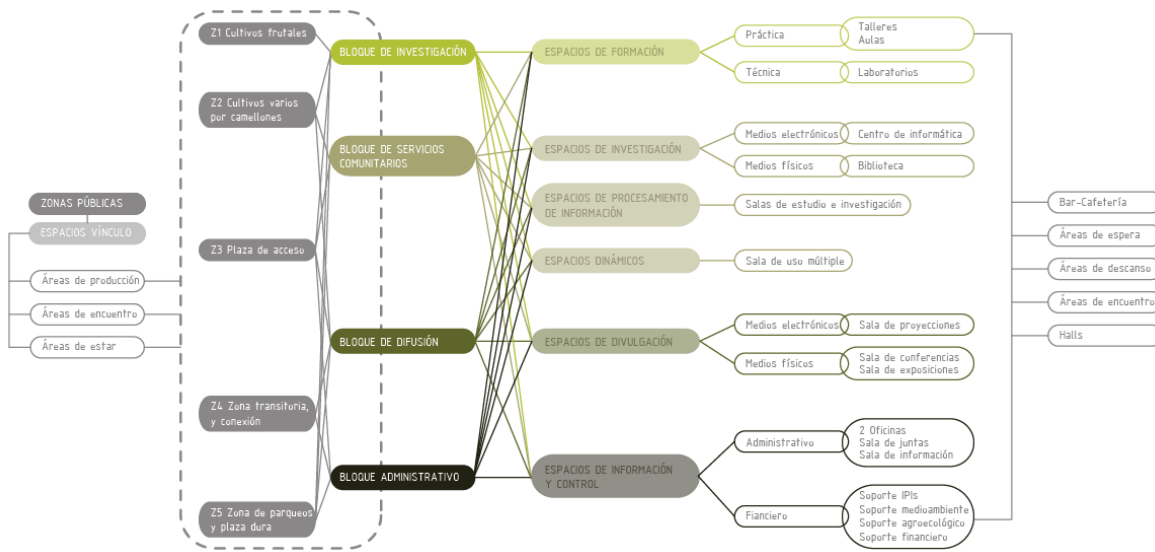 ZONAS PÚBLICAS
ESPACIOS VÍNCULO
Áreas de producción
Áreas de encuentro
Áreas de estar
Z1 Cultivos frutales
Z2 Cultivos varios
por camellones
Z3 Plaza de acceso
Z4 Zona transitoria,
y conexión
Z5 Zona de parqueos
y plaza dura
BLOQUE DE INVESTIGACIÓN
BLOQUE DE SERVICIOS
COMUNITARIOS
BLOQUE DE DIFUSIÓN
BLOQUE ADMINISTRATIVO
ESPACIOS DE FORMACIÓN
ESPACIOS DE INVESTIGACIÓN
ESPACIOS DE PROCESAMIENTO
DE INFORMACIÓN
ESPACIOS DINÁMICOS
ESPACIOS DE DIVULGACIÓN
ESPACIOS DE INFORMACIÓN
Y CONTROL
Práctica
Talleres
Aulas
Técnica
Laboratorios
Medios electrónicos
Centro de informática
Medios físicos
Biblioteca
Salas de estudio e investigación
Sala de uso múltiple
Medios electrónicos
Sala de proyecciones
Medios físicos
Sala de conferencias
Sala de exposiciones
Administrativo
2 Oficinas
Sala de juntas
Sala de información
Fianciero
Soporte IPIs
Soporte medioambiente
Soporte agroecológico
Soporte financiero
Bar-Cafetería
Áreas de espera
Áreas de descanso
Áreas de encuentro
Halls